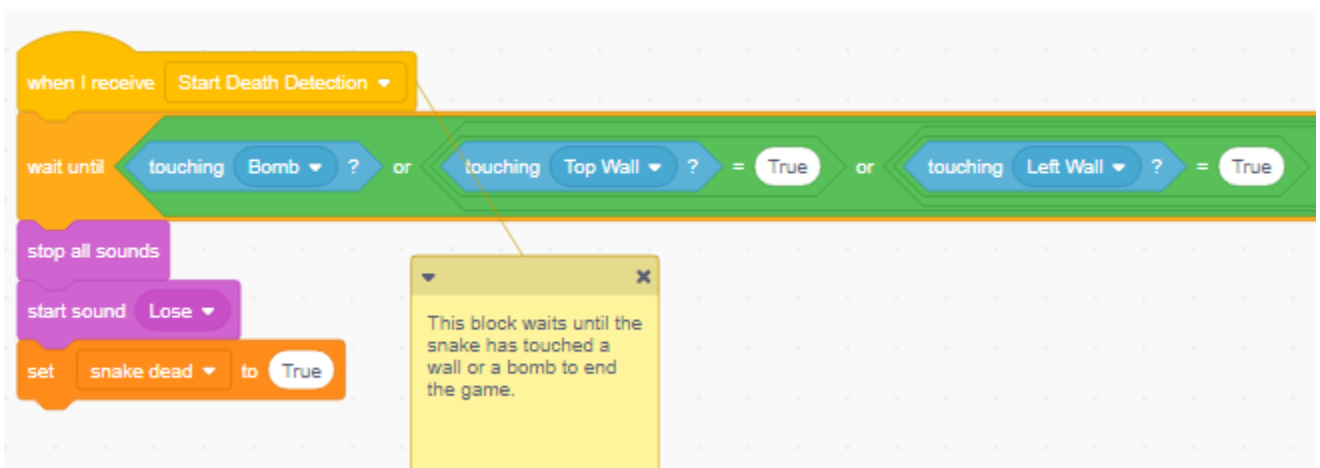 when I receive Start Death Detection
wait until touching Bomb ? or touching Top Wall ? = True or touching Left Wall ? = True
stop all sounds
start sound Lose
set snake dead to True
This block waits until the
snake has touched a
wall or a bomb to end
the game.